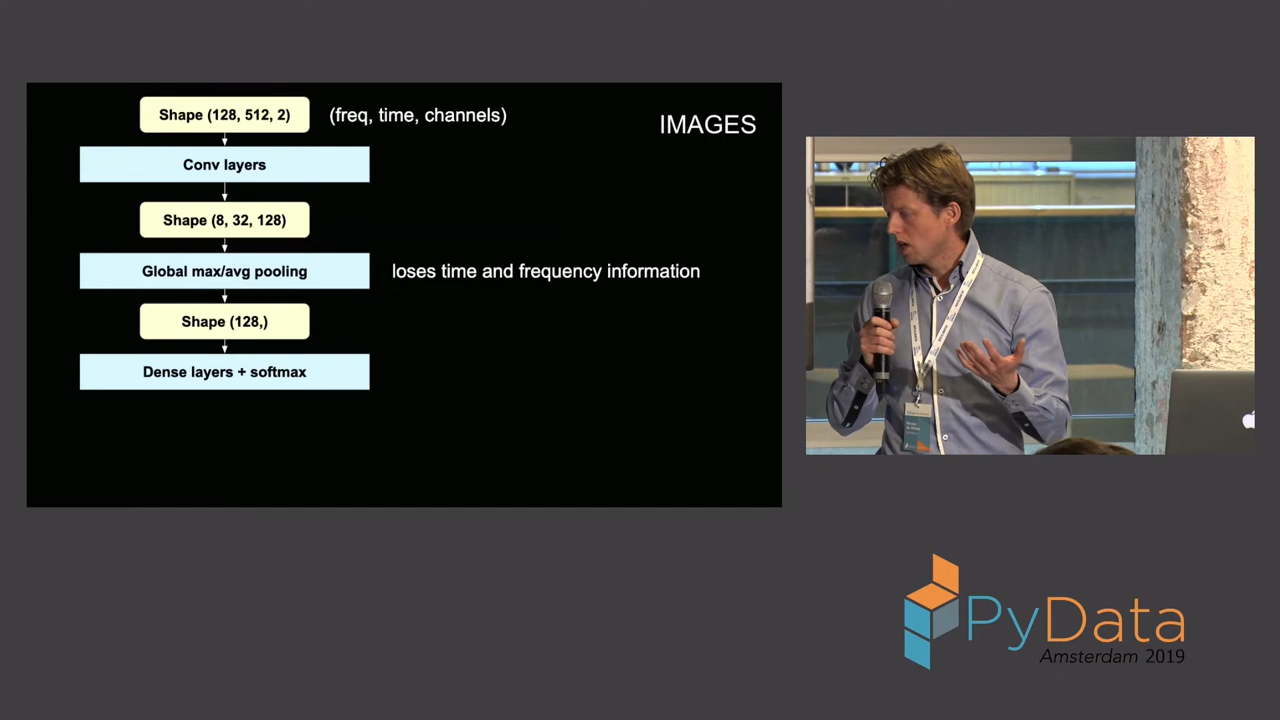 Shape (128, 512, 2)
(freq, time, channels)
IMAGES
Conv layers
Shape (8, 32, 128)
Global max/avg pooling
loses time and frequency information
Shape (128,)
Dense layers + softmax
PyData
Amsterdam 2019